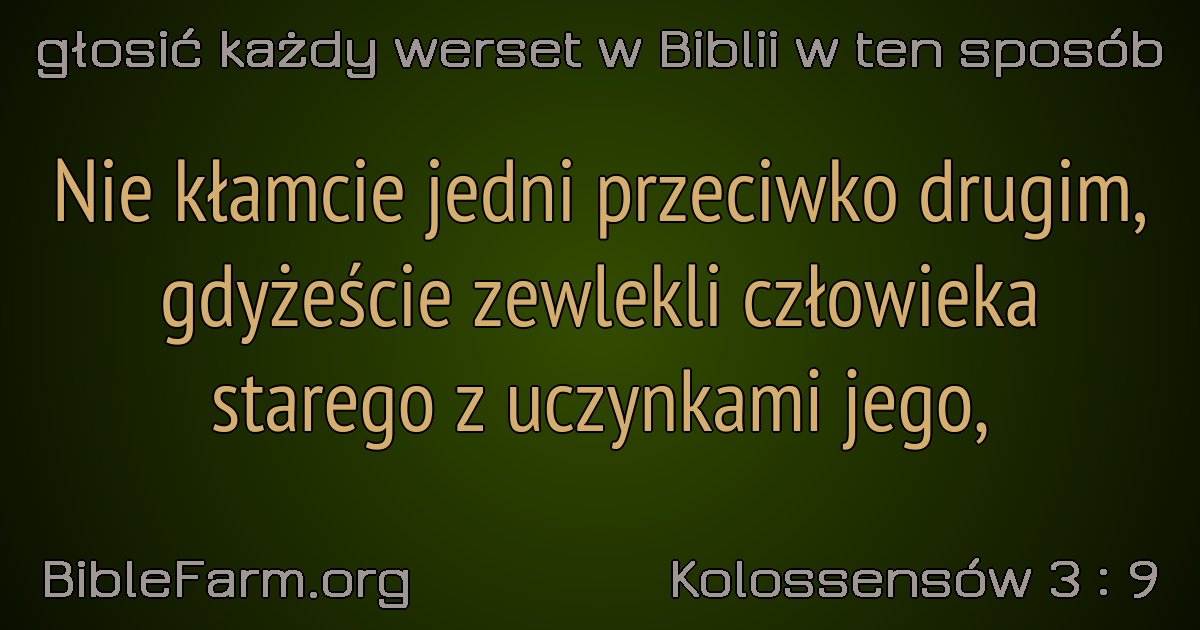 głosić każdy werset w Biblii w ten sposób
Nie kłamcie jedni przeciwko drugim,
gdyżeście zewlekli człowieka
starego z uczynkami jego,
BibleFarm.org
Kolossensów 3 : 9